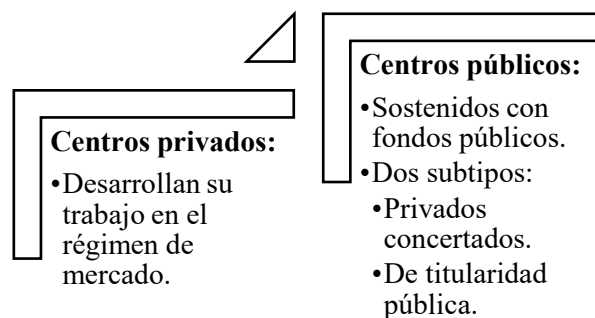 Centros privados:
•Desarrollan su
trabajo en el
régimen de
mercado.
Centros públicos:
•Sostenidos con
fondos públicos.
•Dos subtipos:
•Privados
concertados.
•De titularidad
pública.